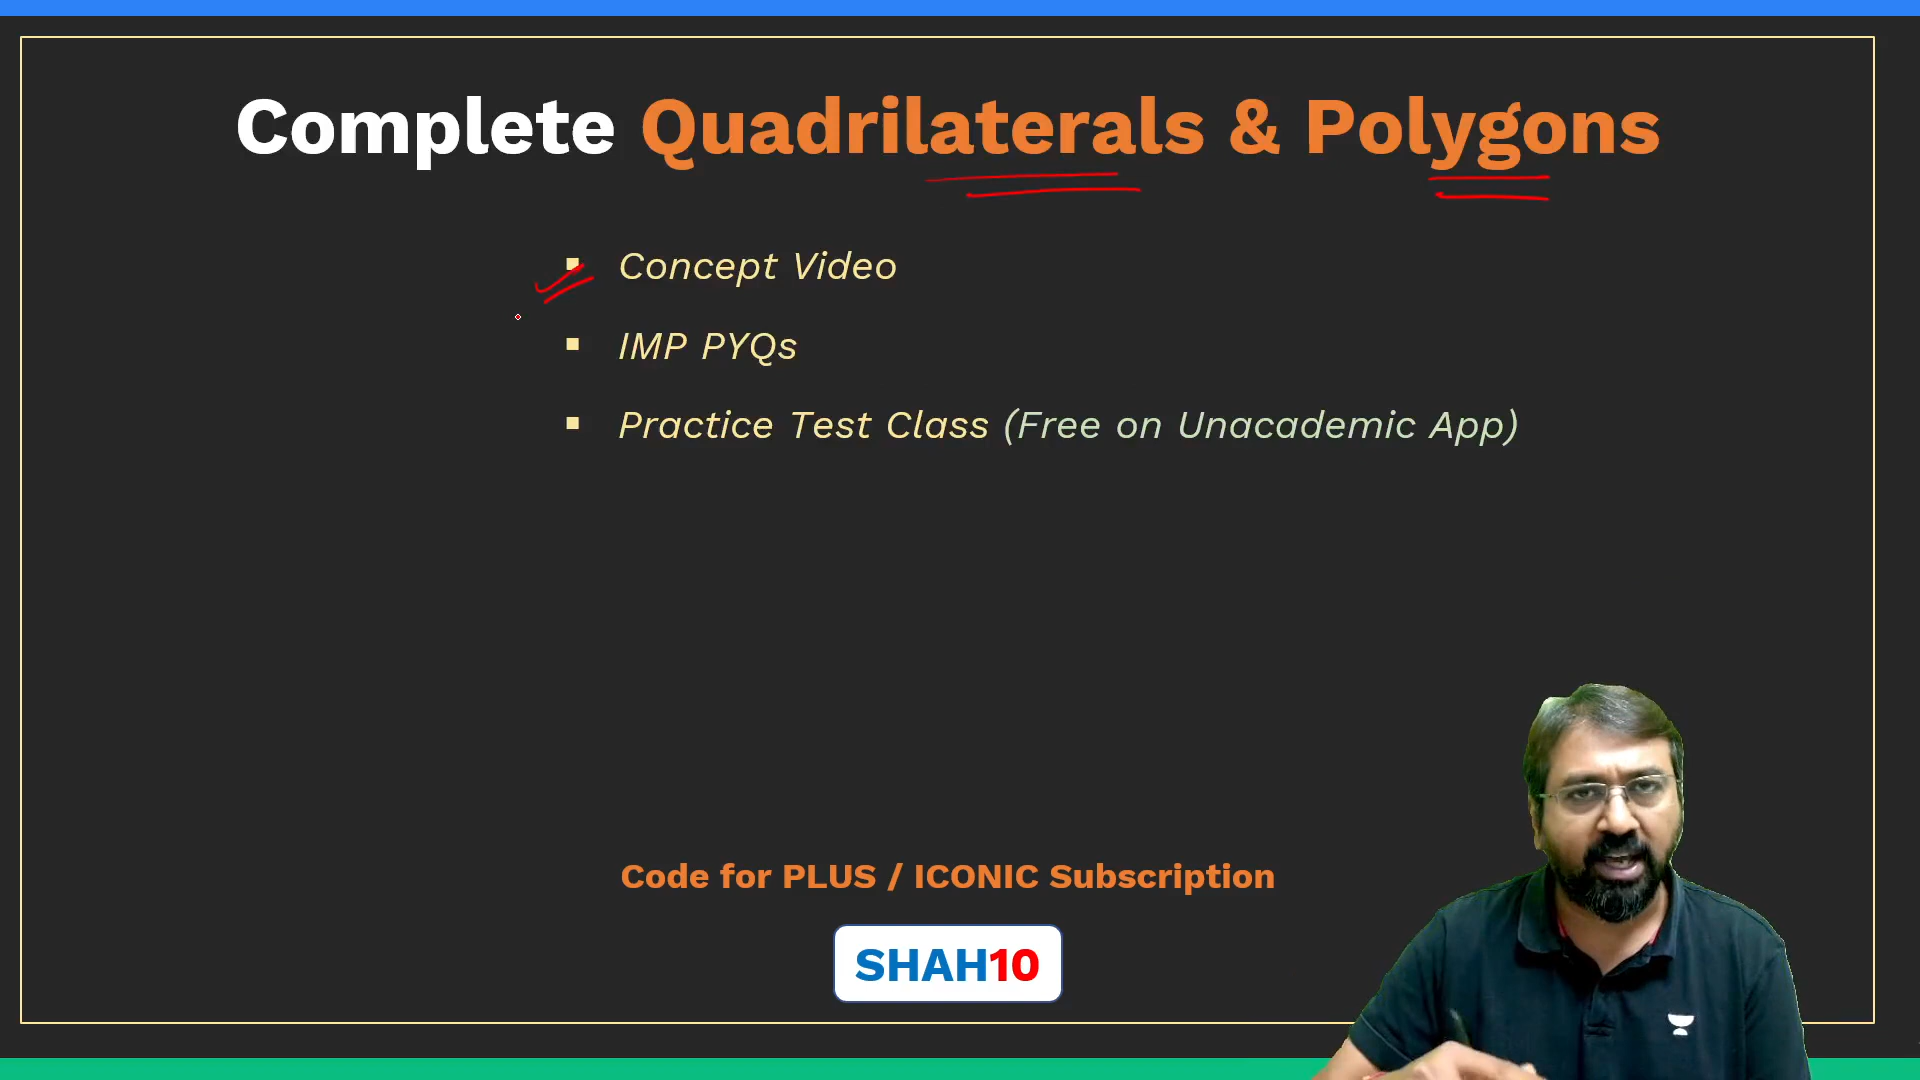 Complete Quadrilaterals & Polygons
Concept Video
IMP PYQs
Practice Test Class (Free on Unacademic App)
Code for PLUS / ICONIC Subscription
SHAH10